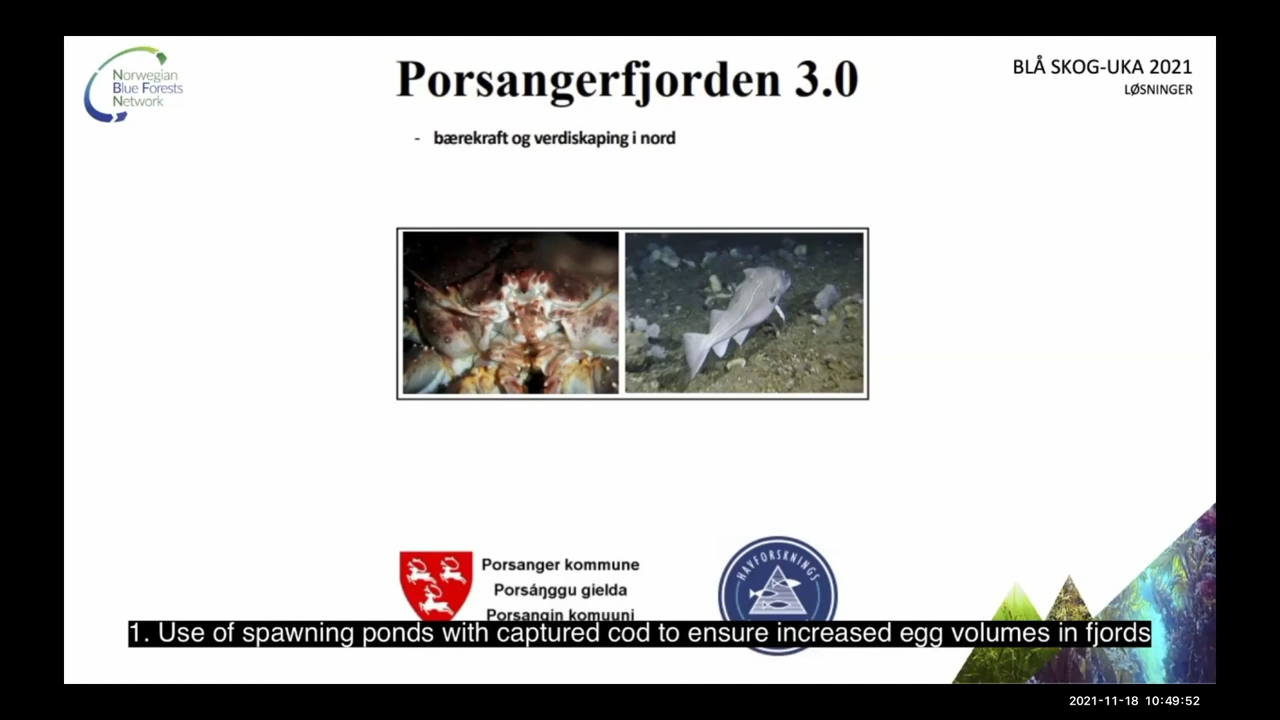 Norwegian
Blue Forests
Network
Porsangerfjorden 3.0
BLÅ SKOG-UKA 2021
LØSNINGER
- bærekraft og verdiskaping i nord
Porsanger kommune
Porsáŋggu gielda
Porsangin komuuni
HAVFORSKNINGS
1. Use of spawning ponds with captured cod to ensure increased egg volumes in fjords
2021-11-18 10:49:52